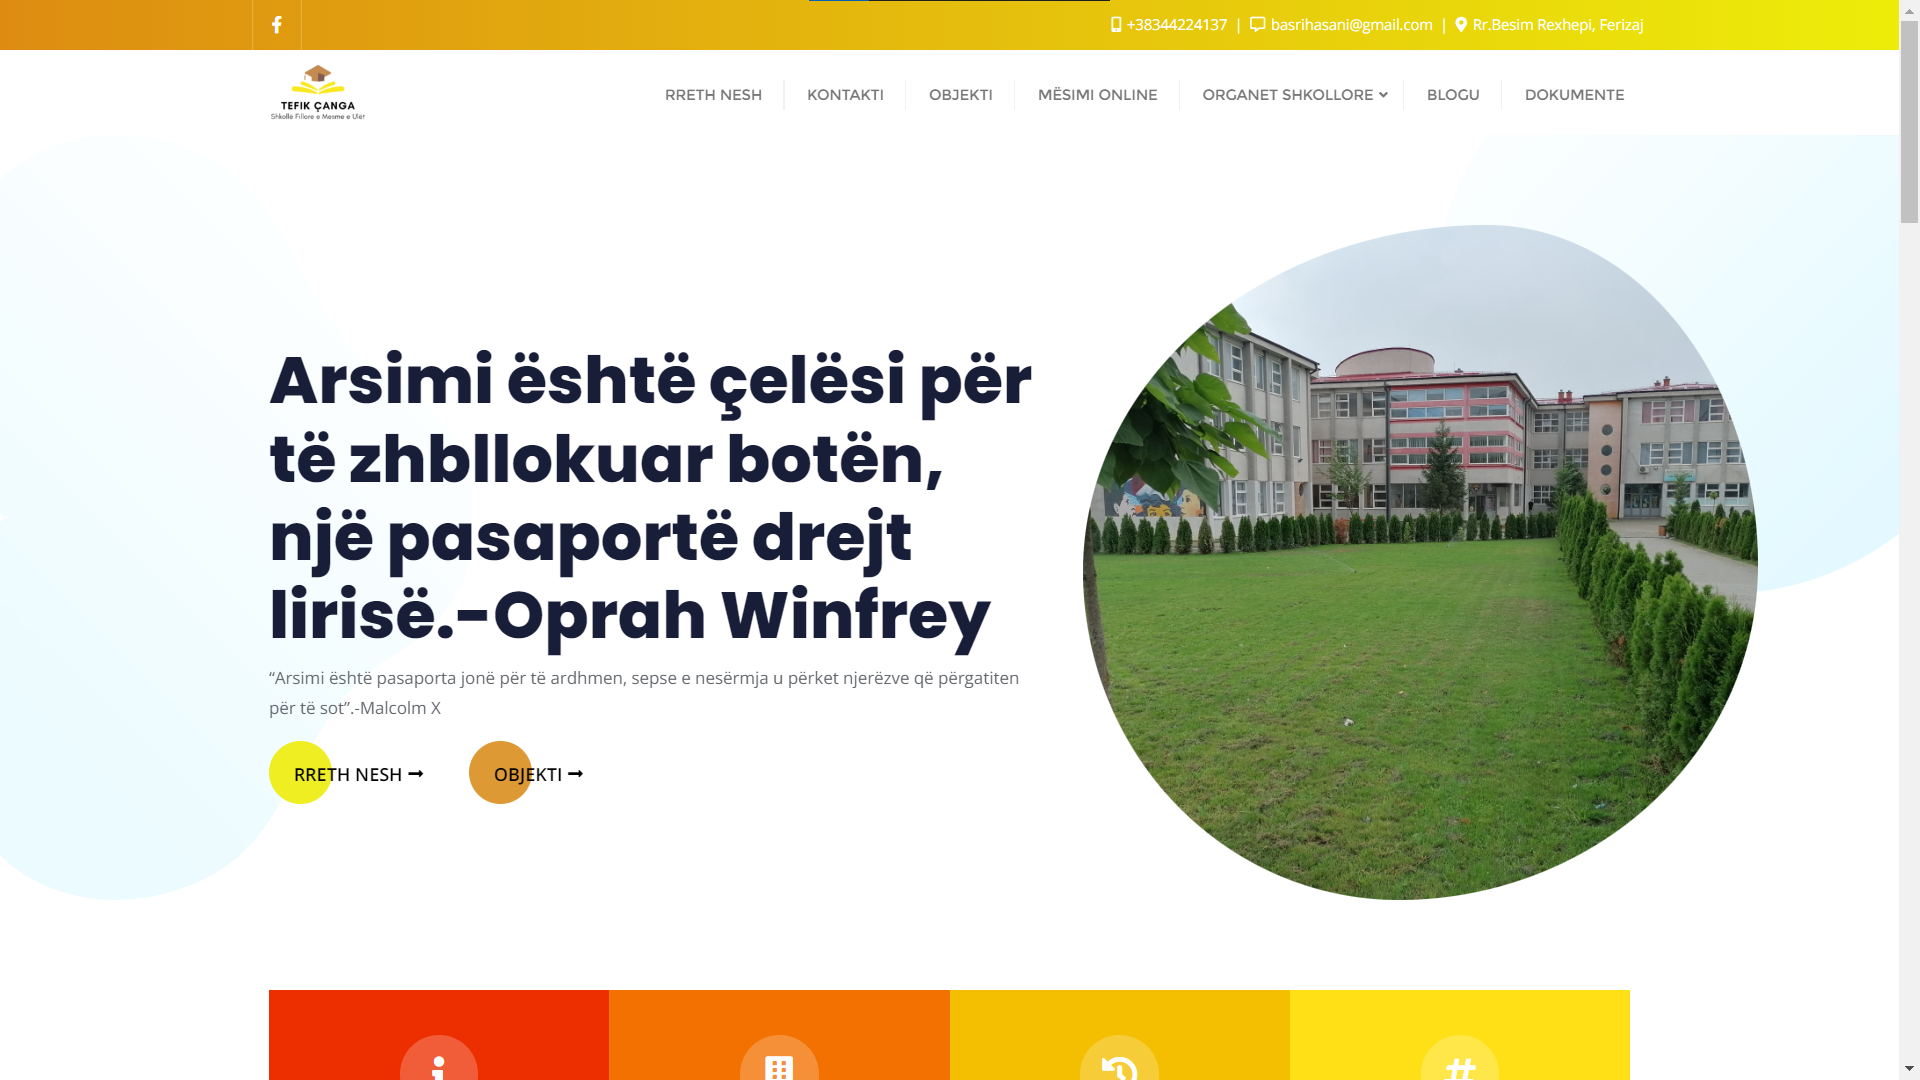 +38344224137 | basrihasani@gmail.com | Rr.Besim Rexhepi, Ferizaj
TEFIK ÇANGA
Shkolle Fillore e Mesme e Ulet
RRETH NESH
KONTAKTI
OBJEKTI
MËSIMI ONLINE
ORGANET SHKOLLORE
BLOGU
DOKUMENTE
Arsimi është çelësi për
të zhbllokuar botën,
një pasaportë drejt
lirisë.-Oprah Winfrey
“Arsimi është pasaporta jonë për të ardhmen, sepse e nesërmja u përket njerëzve që përgatiten
për të sot”.-Malcolm X
RRETH NESH
OBJEKTI